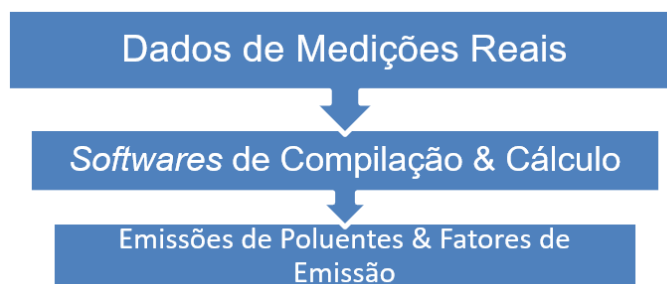 Dados de Medições Reais
Softwares de Compilação & Cálculo
Emissões de Poluentes & Fatores de
Emissão